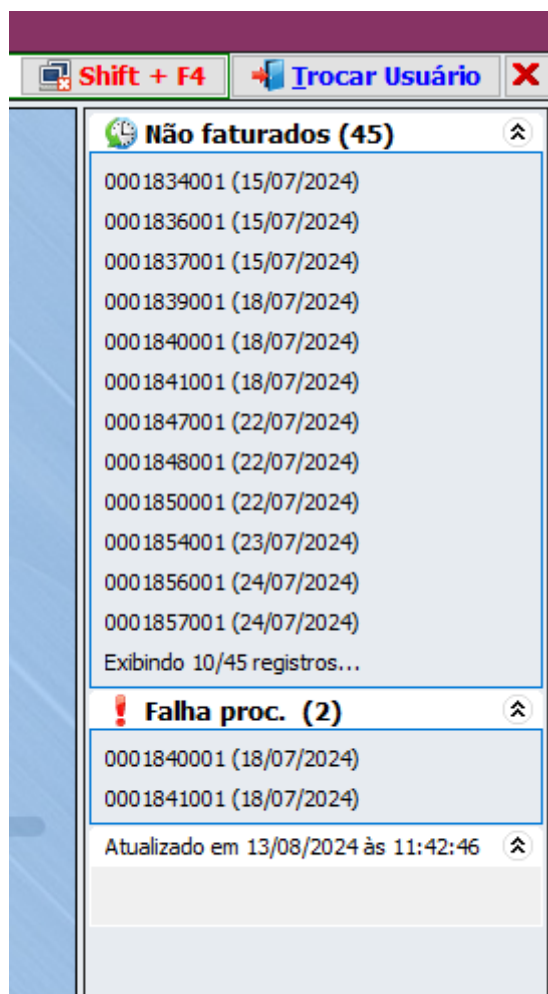 Shift + F4 Trocar Usuário
Não faturados (45)
0001834001 (15/07/2024)
0001836001 (15/07/2024)
0001837001 (15/07/2024)
0001839001 (18/07/2024)
0001840001 (18/07/2024)
0001841001 (18/07/2024)
0001847001 (22/07/2024)
0001848001 (22/07/2024)
0001850001 (22/07/2024)
0001854001 (23/07/2024)
0001856001 (24/07/2024)
0001857001 (24/07/2024)
Exibindo 10/45 registros...
Falha proc. (2)
0001840001 (18/07/2024)
0001841001 (18/07/2024)
Atualizado em 13/08/2024 às 11:42:46